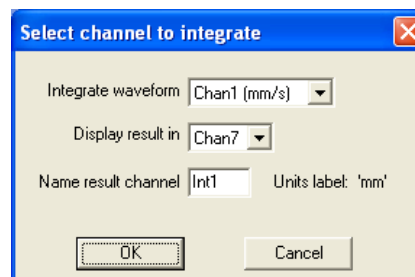 Select channel to integrate
Integrate waveform Chan1 (mm/s)
Display result in Chan7
Name result channel Int1 Units label: 'mm'
OK Cancel